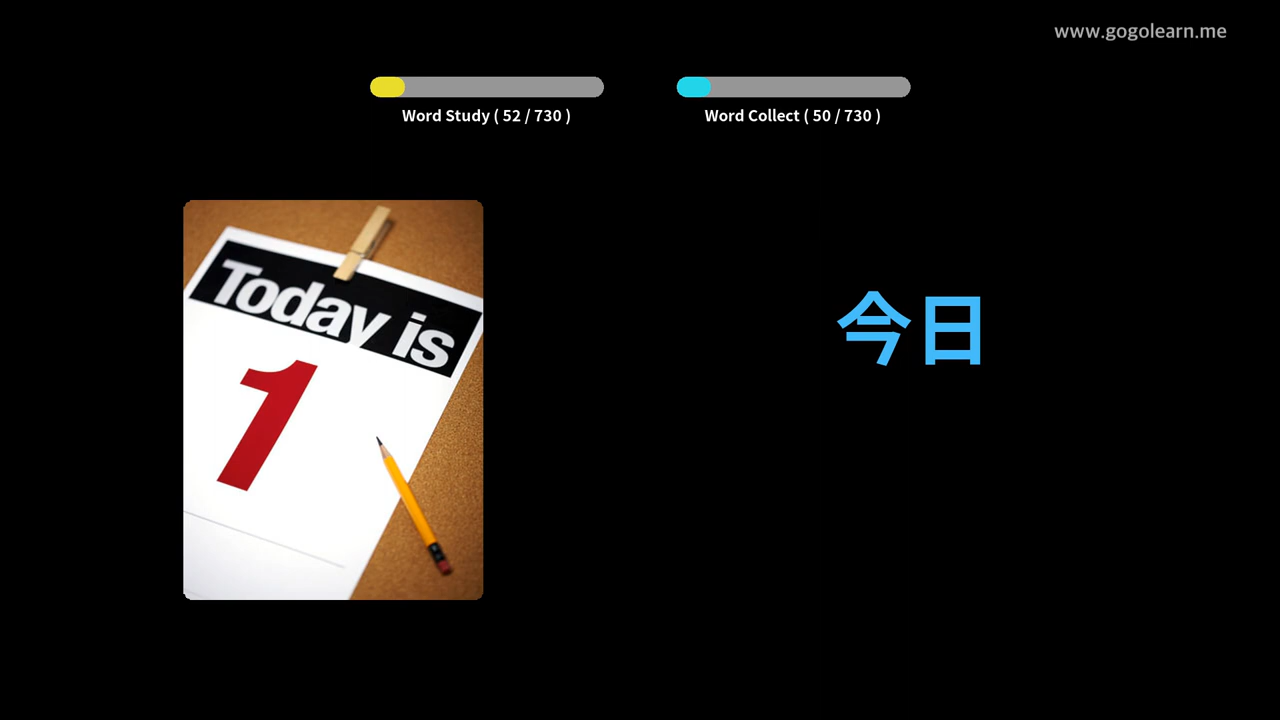 www.gogolearn.me
Word Study ( 52 / 730 )
Word Collect ( 50 / 730 )
Today is
1
今日